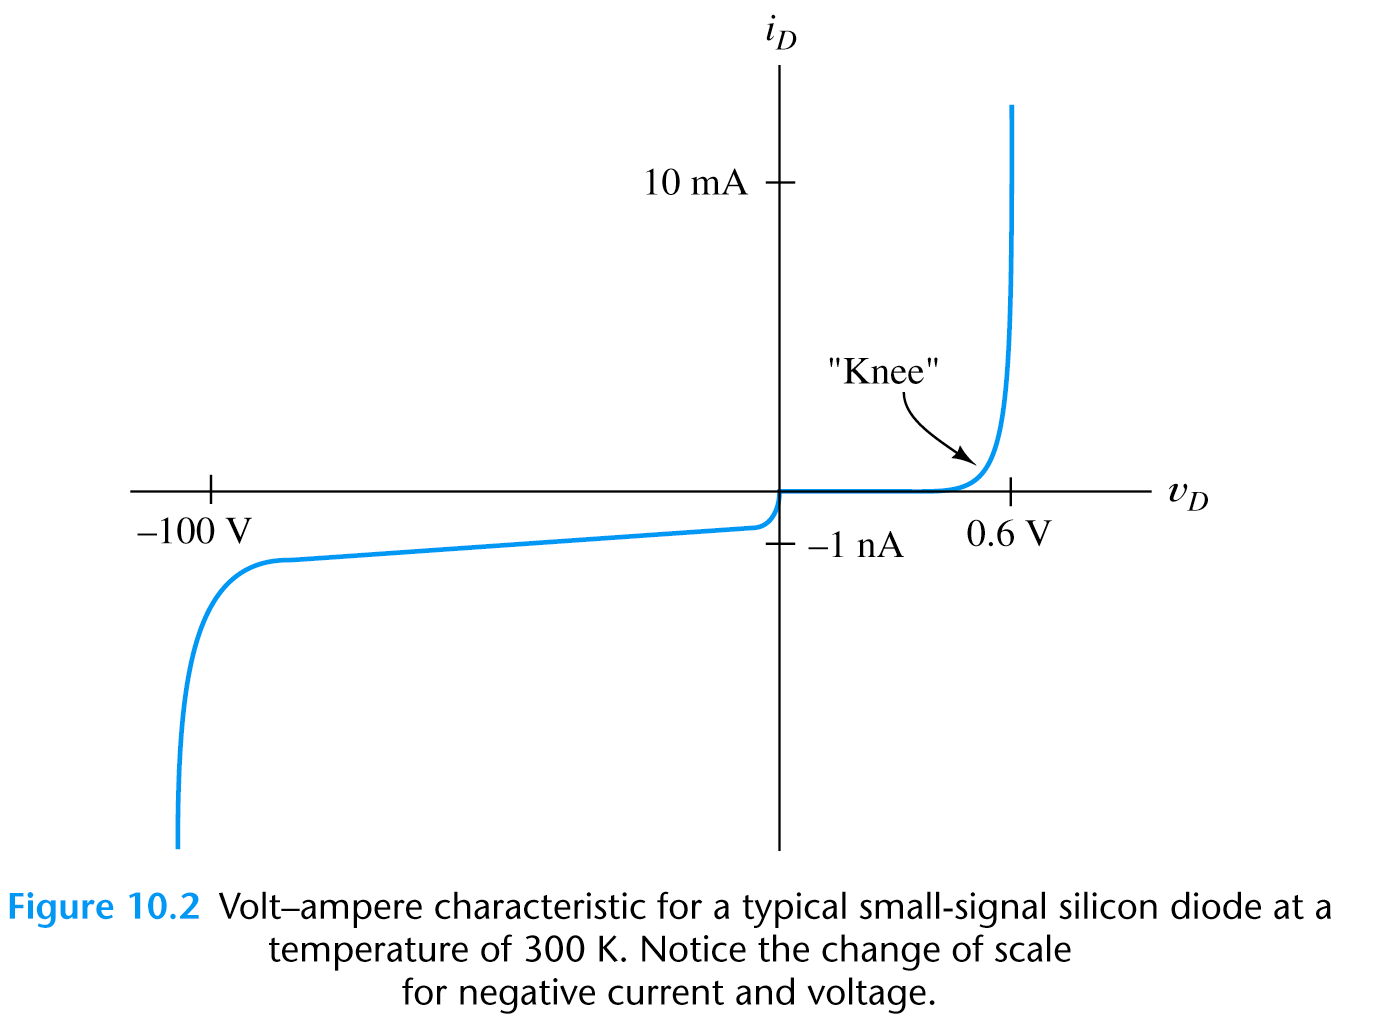 iD
10 mA
"Knee"
–100 V
vD
0.6 V
–1 nA
Figure 10.2 Volt–ampere characteristic for a typical small-signal silicon diode at a
temperature of 300 K. Notice the change of scale
for negative current and voltage.